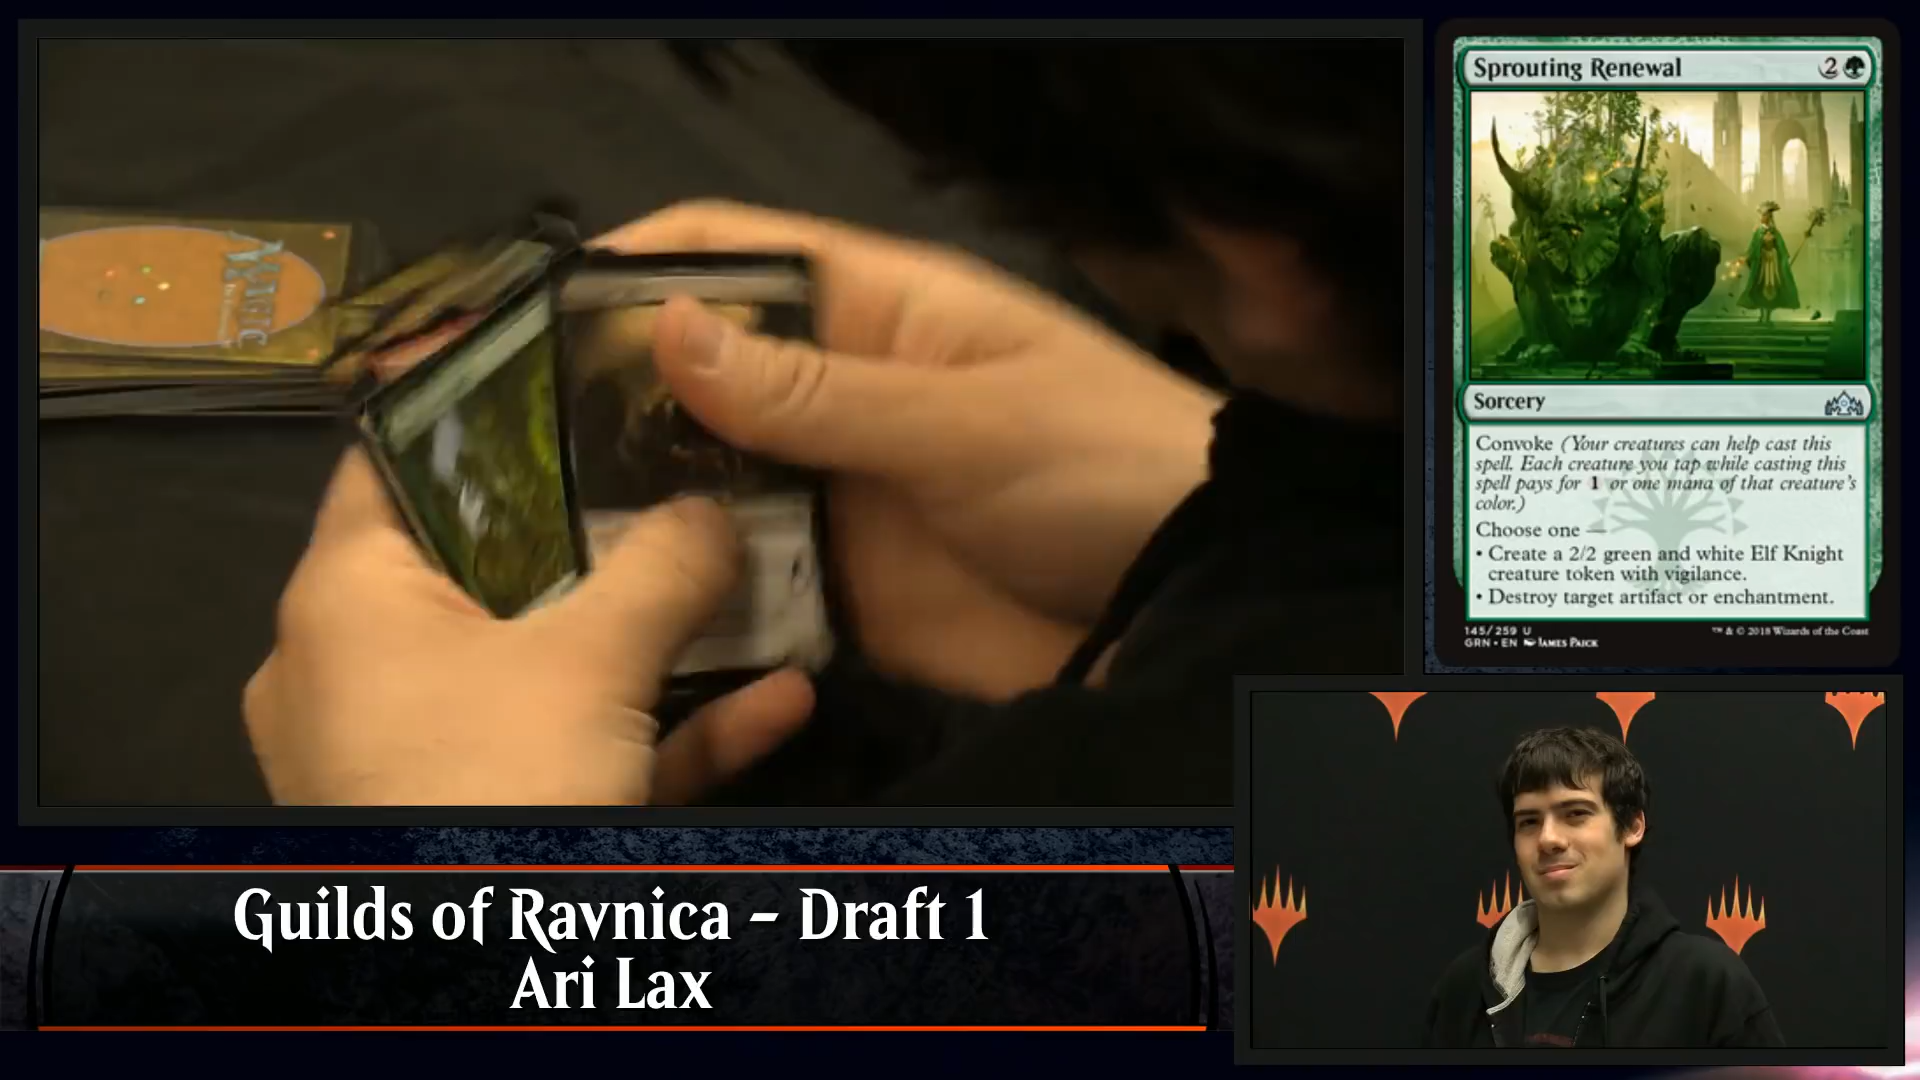 Sprouting Renewal 2
Sorcery
Convoke (Your creatures can help cast this
spell. Each creature you tap while casting this
spell pays for 1 or one mana of that creature's
color.)
Choose one —
• Create a 2/2 green and white Elf Knight
creature token with vigilance.
• Destroy target artifact or enchantment.
145/259 U
GRN • EN JAMES PAICK
™ & © 2018 Wizards of the Coast
MAGIC
Guilds of Ravnica – Draft 1
Ari Lax